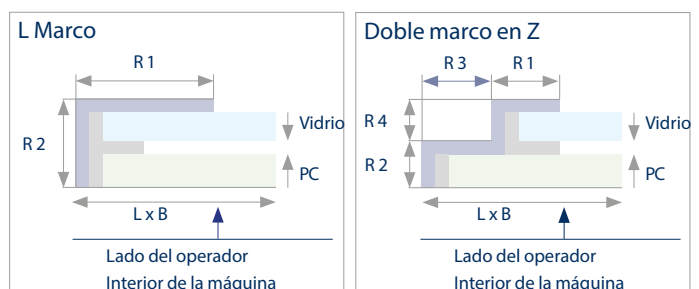 L Marco
R 1
R 2
Vidrio
PC
L x B
Lado del operador
Interior de la máquina
Doble marco en Z
R 3
R 1
R 4
R 2
Vidrio
PC
L x B
Lado del operador
Interior de la máquina